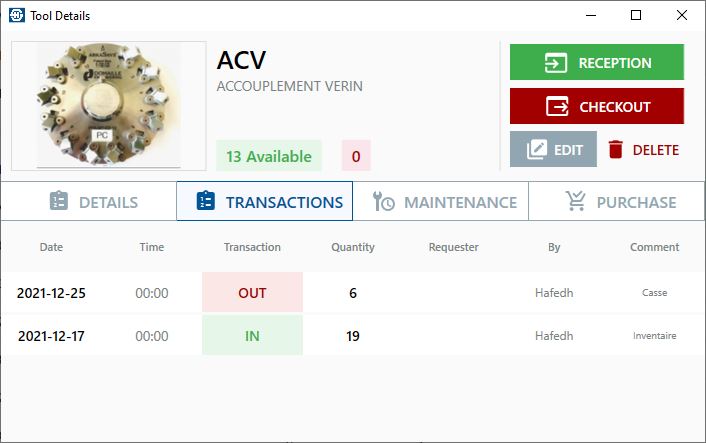 Tool Details
ACV
ACCOUPLEMENT VERIN
13 Available
0
RECEPTION
CHECKOUT
EDIT
DELETE
PC
DETAILS
TRANSACTIONS
MAINTENANCE
PURCHASE
Date Time Transaction Quantity Requester By Comment
2021-12-25 00:00 OUT 6 Hafedh Casse
2021-12-17 00:00 IN 19 Hafedh Inventaire